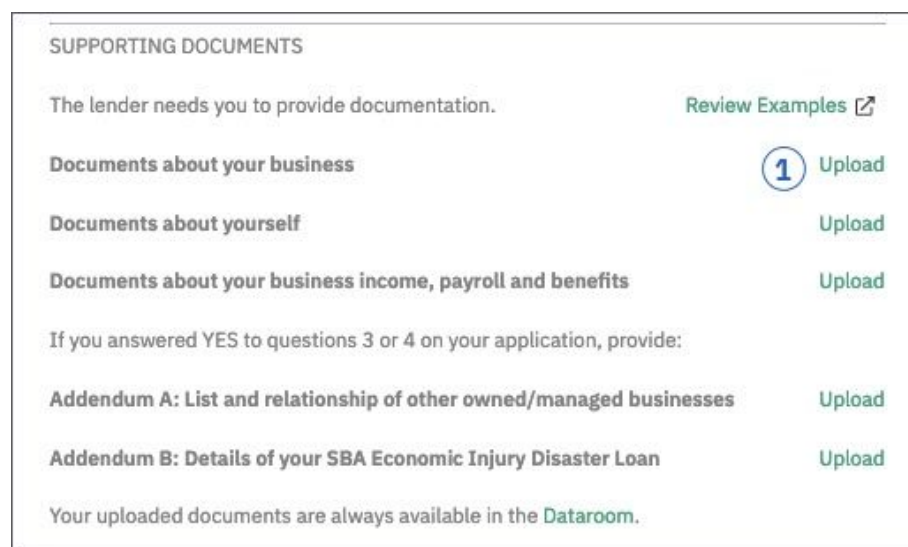 SUPPORTING DOCUMENTS
The lender needs you to provide documentation. Review Examples
Documents about your business 1 Upload
Documents about yourself Upload
Documents about your business income, payroll and benefits Upload
If you answered YES to questions 3 or 4 on your application, provide:
Addendum A: List and relationship of other owned/managed businesses Upload
Addendum B: Details of your SBA Economic Injury Disaster Loan Upload
Your uploaded documents are always available in the Dataroom.